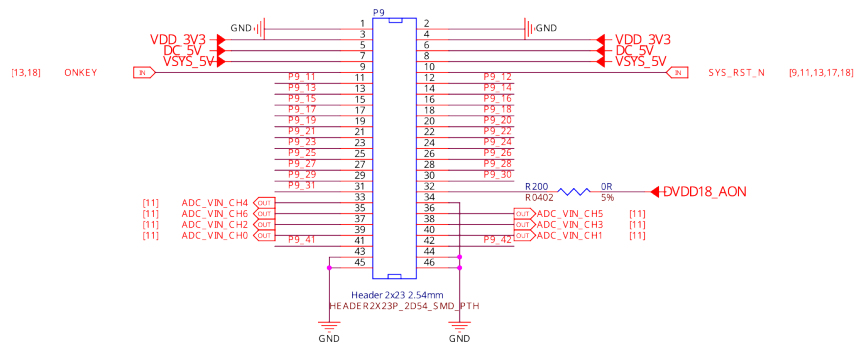 P9
GND 1 2 GND
VDD_3V3 3 4 VDD_3V3
DC_5V 5 6 DC_5V
VSYS_5V 7 8 VSYS_5V
[13,18] ONKEY IN 9 10 IN SYS_RST_N [9,11,13,17,18]
P9_11 11 12 P9_12
P9_13 13 14 P9_14
P9_15 15 16 P9_16
P9_17 17 18 P9_18
P9_19 19 20 P9_20
P9_21 21 22 P9_22
P9_23 23 24 P9_24
P9_25 25 26 P9_26
P9_27 27 28 P9_28
P9_29 29 30 P9_30
P9_31 31 32 R200 0R DVDD18_AON
R0402 5%
[11] ADC_VIN_CH4 OUT 33 34
[11] ADC_VIN_CH6 OUT 35 36 OUT ADC_VIN_CH5 [11]
[11] ADC_VIN_CH2 OUT 37 38 OUT ADC_VIN_CH3 [11]
[11] ADC_VIN_CH0 OUT 39 40 OUT ADC_VIN_CH1 [11]
P9_41 41 42 P9_42
43 44
45 46
Header 2x23 2.54mm
HEADER2X23P_2D54_SMD_PTH
GND GND